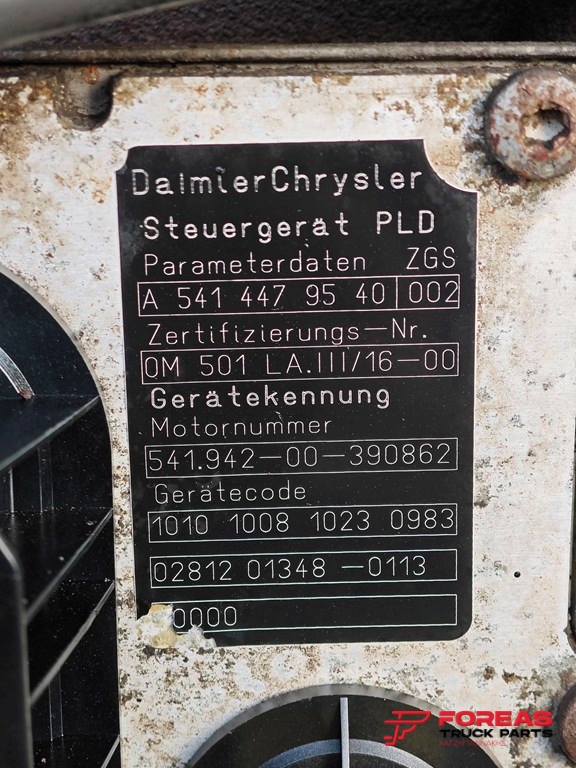 DaimlerChrysler
Steuergerät PLD
Parameterdaten ZGS
A 541 447 95 40 002
Zertifizierungs-Nr.
OM 501 LA.III/16-00
Gerätekennung
Motornummer
541.942-00-390862
Gerätecode
1010 1008 1023 0983
02812 01348 -0113
0000
FOREAS
TRUCK PARTS